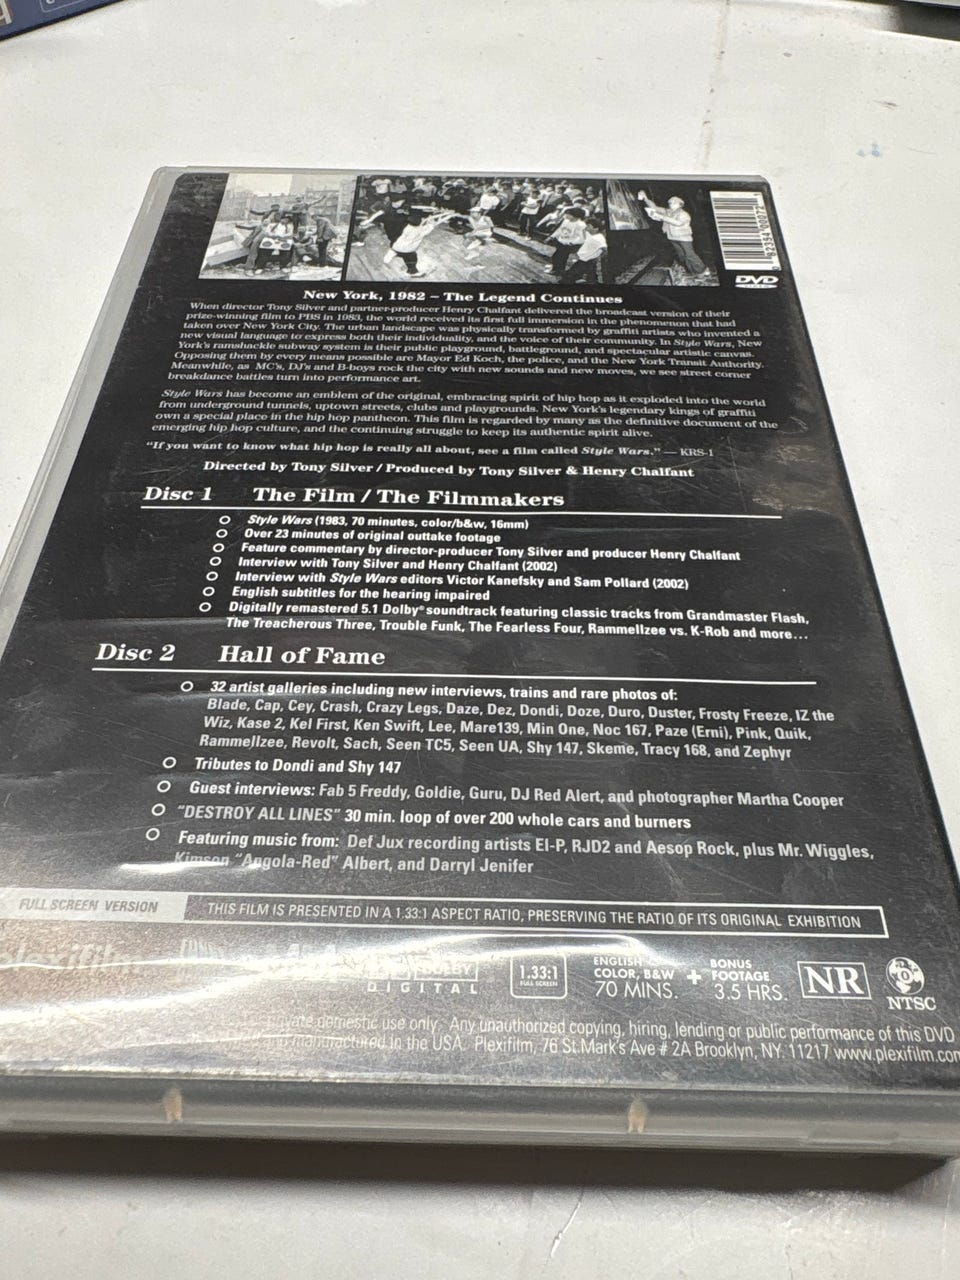 8 82394 00072 1
DVD
VIDEO
New York, 1982 – The Legend Continues
When director Tony Silver and partner-producer Henry Chalfant delivered the broadcast version of their
prize-winning film to PBS in 1983, the world received its first full immersion in the phenomenon that had
taken over New York City. The urban landscape was physically transformed by graffiti artists who invented a
new visual language to express both their individuality, and the voice of their community. In Style Wars, New
York's ramshackle subway system is their public playground, battleground, and spectacular artistic canvas.
Opposing them by every means possible are Mayor Ed Koch, the police, and the New York Transit Authority.
Meanwhile, as MC's, DJ's and B-boys rock the city with new sounds and new moves, we see street corner
breakdance battles turn into performance art.
Style Wars has become an emblem of the original, embracing spirit of hip hop as it exploded into the world
from underground tunnels, uptown streets, clubs and playgrounds. New York's legendary kings of graffiti
own a special place in the hip hop pantheon. This film is regarded by many as the definitive document of the
emerging hip hop culture, and the continuing struggle to keep its authentic spirit alive.
"If you want to know what hip hop is really all about, see a film called Style Wars." — KRS-1
Directed by Tony Silver / Produced by Tony Silver & Henry Chalfant
Disc 1 The Film / The Filmmakers
Style Wars (1983, 70 minutes, color/b&w, 16mm)
Over 23 minutes of original outtake footage
Feature commentary by director-producer Tony Silver and producer Henry Chalfant
Interview with Tony Silver and Henry Chalfant (2002)
Interview with Style Wars editors Victor Kanefsky and Sam Pollard (2002)
English subtitles for the hearing impaired
Digitally remastered 5.1 Dolby® soundtrack featuring classic tracks from Grandmaster Flash,
The Treacherous Three, Trouble Funk, The Fearless Four, Rammellzee vs. K-Rob and more...
Disc 2 Hall of Fame
32 artist galleries including new interviews, trains and rare photos of:
Blade, Cap, Cey, Crash, Crazy Legs, Daze, Dez, Dondi, Doze, Duro, Duster, Frosty Freeze, IZ the
Wiz, Kase 2, Kel First, Ken Swift, Lee, Mare139, Min One, Noc 167, Paze (Erni), Pink, Quik,
Rammellzee, Revolt, Sach, Seen TC5, Seen UA, Shy 147, Skeme, Tracy 168, and Zephyr
Tributes to Dondi and Shy 147
Guest interviews: Fab 5 Freddy, Goldie, Guru, DJ Red Alert, and photographer Martha Cooper
"DESTROY ALL LINES" 30 min. loop of over 200 whole cars and burners
Featuring music from: Def Jux recording artists El-P, RJD2 and Aesop Rock, plus Mr. Wiggles,
Kimson "Angola-Red" Albert, and Darryl Jenifer
FULL SCREEN VERSION THIS FILM IS PRESENTED IN A 1.33:1 ASPECT RATIO, PRESERVING THE RATIO OF ITS ORIGINAL EXHIBITION
plexifilm
DOLBY
DIGITAL
1.33:1
FULL SCREEN
ENGLISH
COLOR, B&W
70 MINS.
+
BONUS
FOOTAGE
3.5 HRS.
NR
0
NTSC
private domestic use only. Any unauthorized copying, hiring, lending or public performance of this DVD
and manufactured in the USA. Plexifilm, 76 St.Mark's Ave # 2A Brooklyn, NY. 11217 www.plexifilm.com